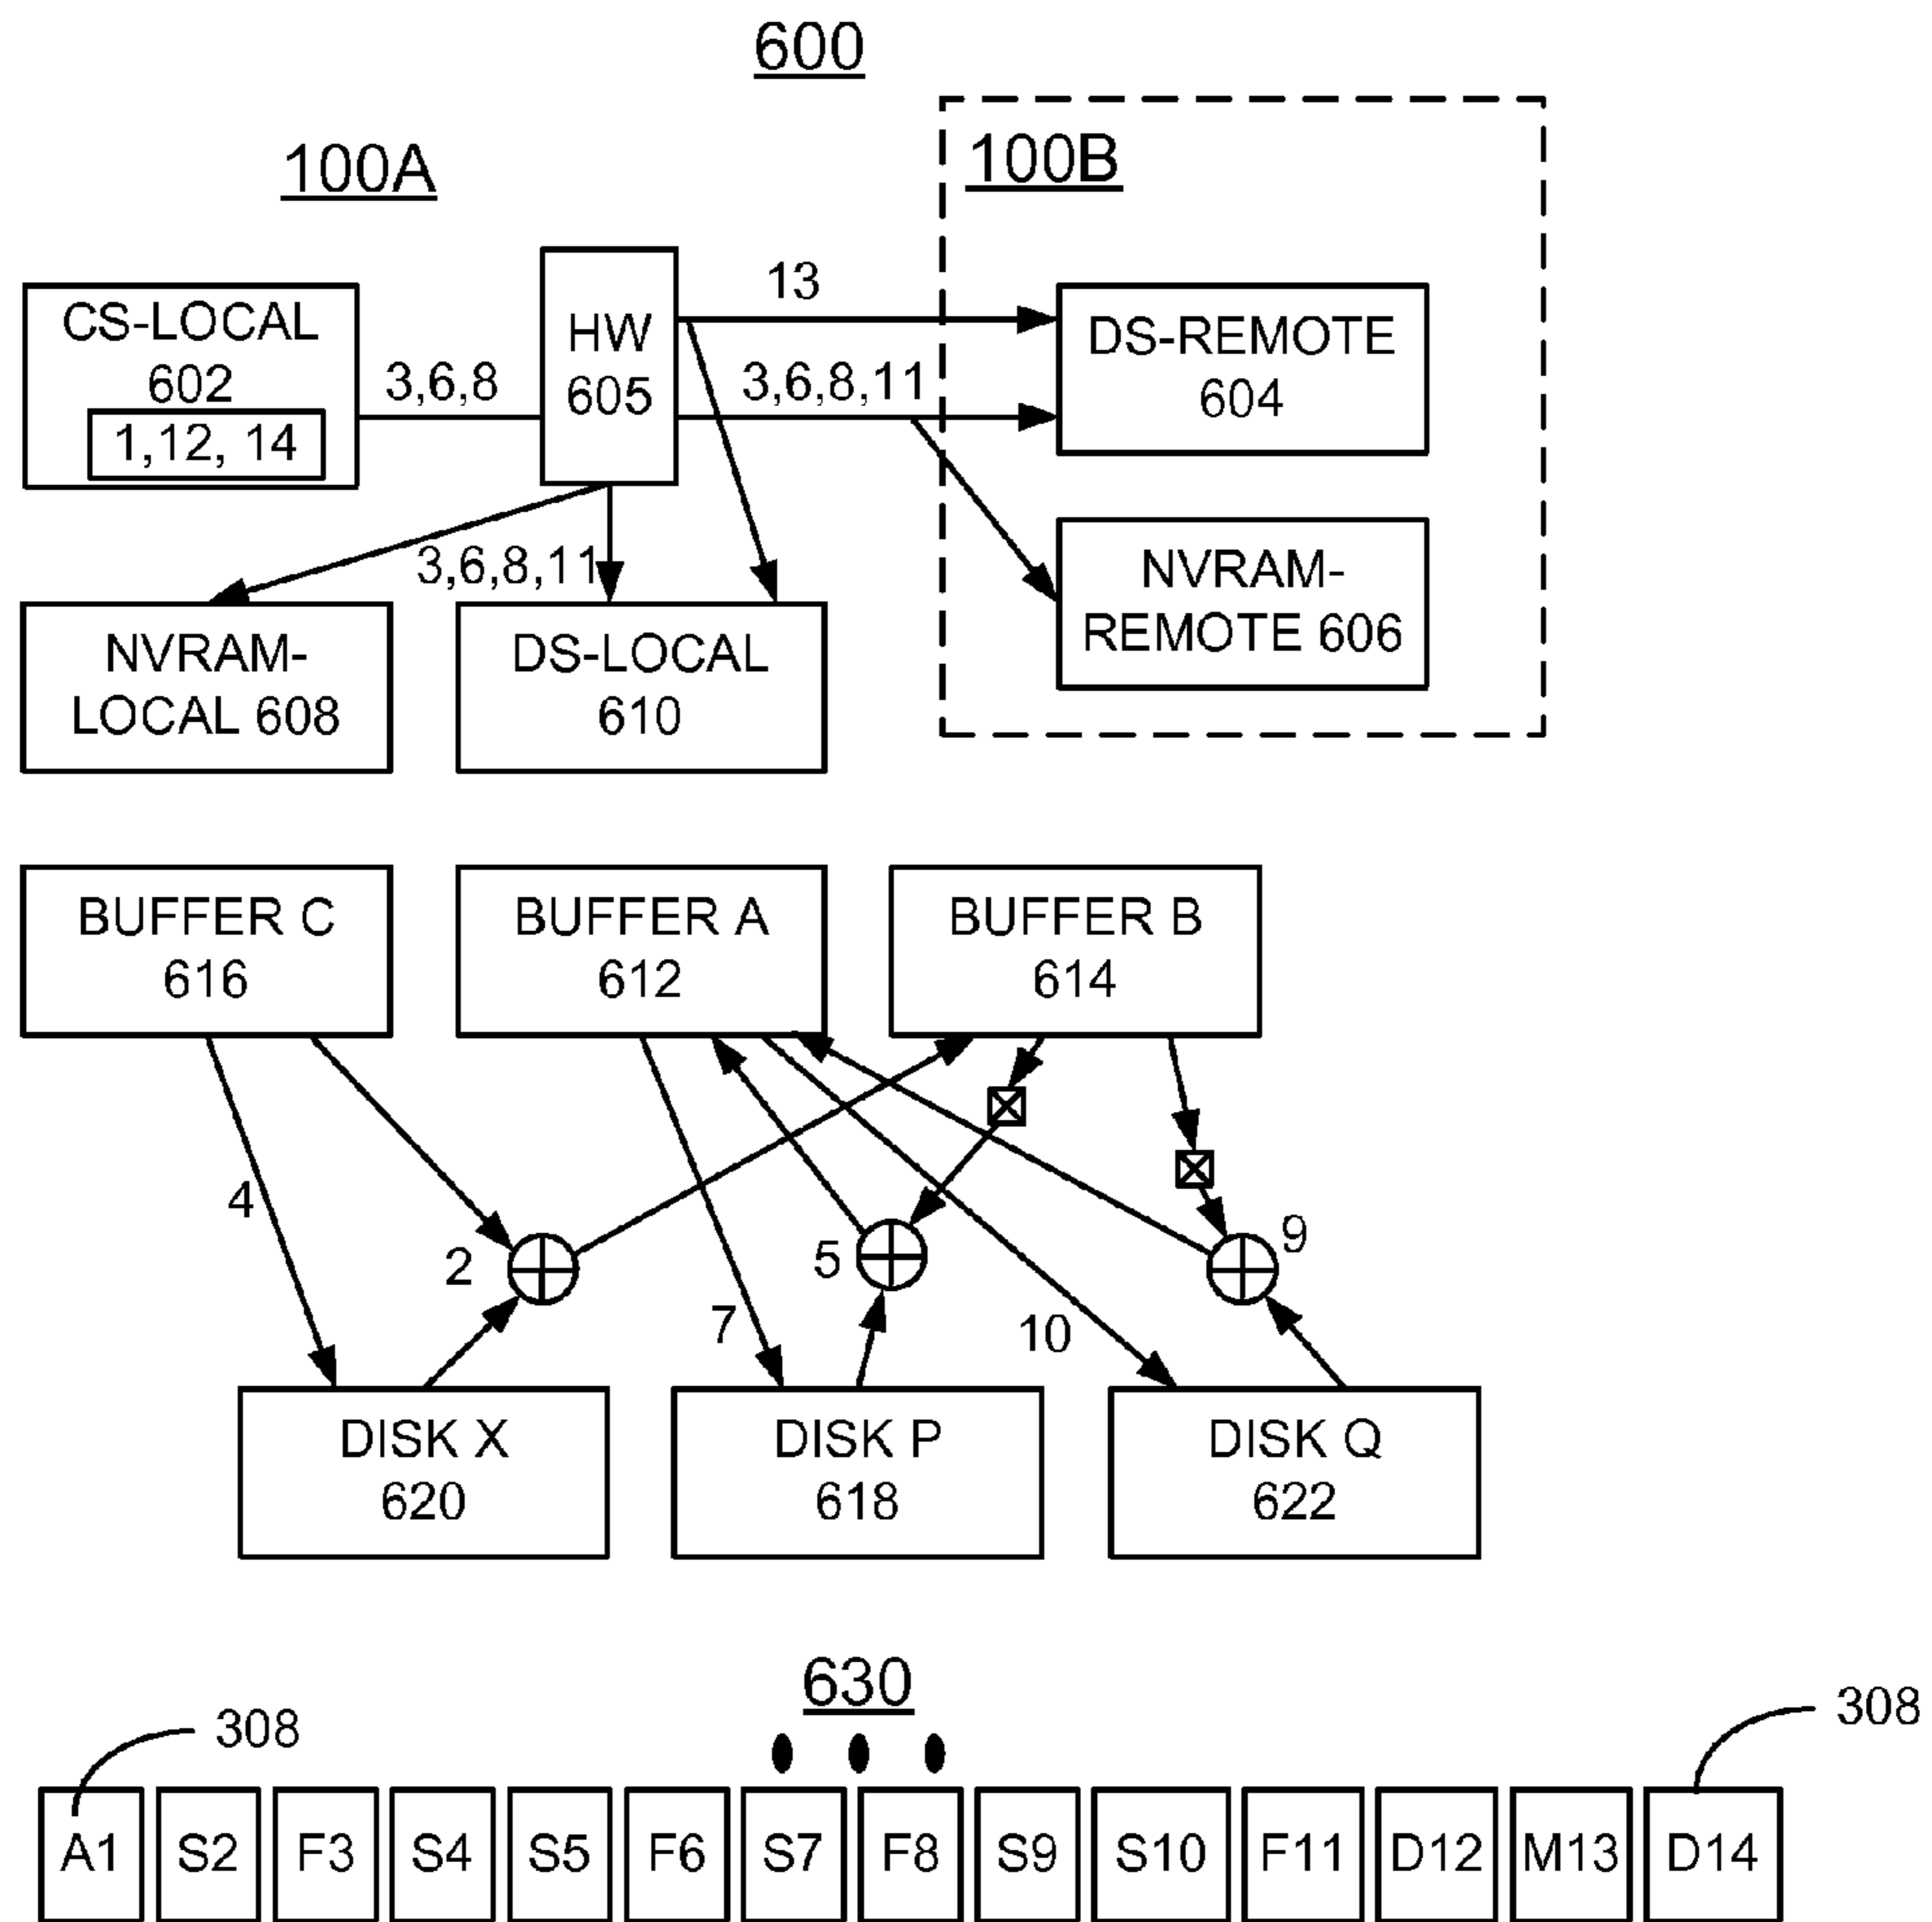 600
100A
100B
CS-LOCAL
602
1,12, 14
3,6,8
HW
605
13
3,6,8,11
DS-REMOTE
604
3,6,8,11
NVRAM-
REMOTE 606
NVRAM-
LOCAL 608
DS-LOCAL
610
BUFFER C
616
BUFFER A
612
BUFFER B
614
4
2
5
9
7
10
DISK X
620
DISK P
618
DISK Q
622
630
308
308
A1
S2
F3
S4
S5
F6
S7
F8
S9
S10
F11
D12
M13
D14